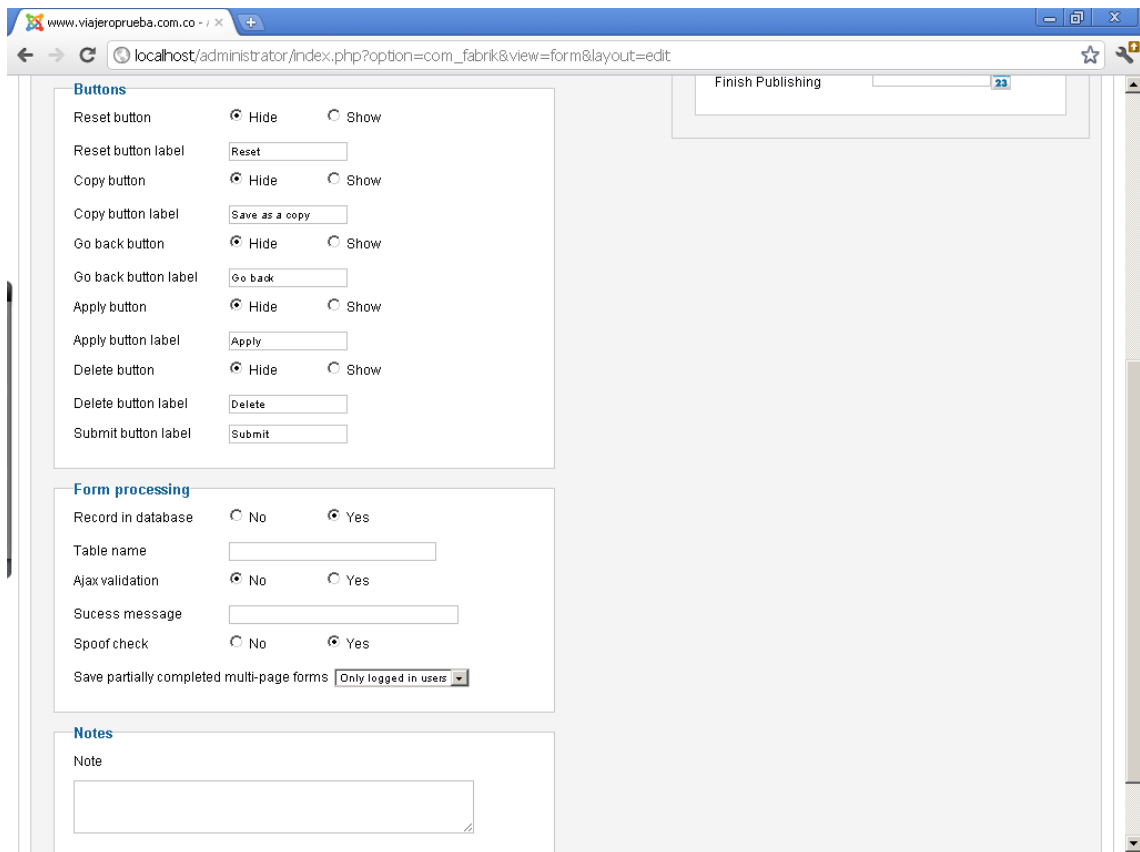 www.viajeroprueba.com.co - A
localhost/administrator/index.php?option=com_fabrik&view=form&layout=edit
Finish Publishing
23
Buttons
Reset button Hide Show
Reset button label Reset
Copy button Hide Show
Copy button label Save as a copy
Go back button Hide Show
Go back button label Go back
Apply button Hide Show
Apply button label Apply
Delete button Hide Show
Delete button label Delete
Submit button label Submit
Form processing
Record in database No Yes
Table name
Ajax validation No Yes
Sucess message
Spoof check No Yes
Save partially completed multi-page forms Only logged in users
Notes
Note